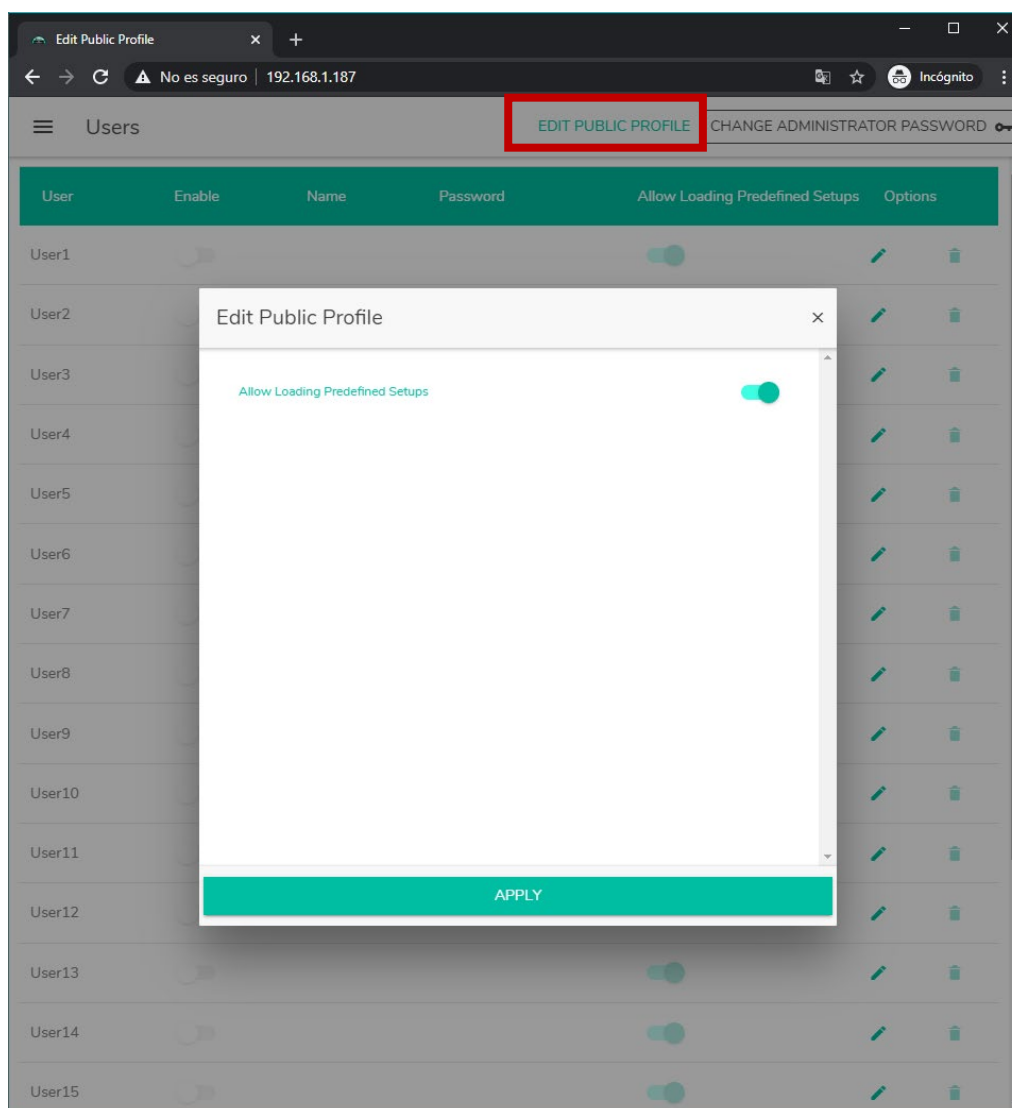 Edit Public Profile
No es seguro | 192.168.1.187 Incógnito
Users EDIT PUBLIC PROFILE CHANGE ADMINISTRATOR PASSWORD
User Enable Name Password Allow Loading Predefined Setups Options
User1
User2
Edit Public Profile
User3
Allow Loading Predefined Setups
User4
User5
User6
User7
User8
User9
User10
User11
APPLY
User12
User13
User14
User15